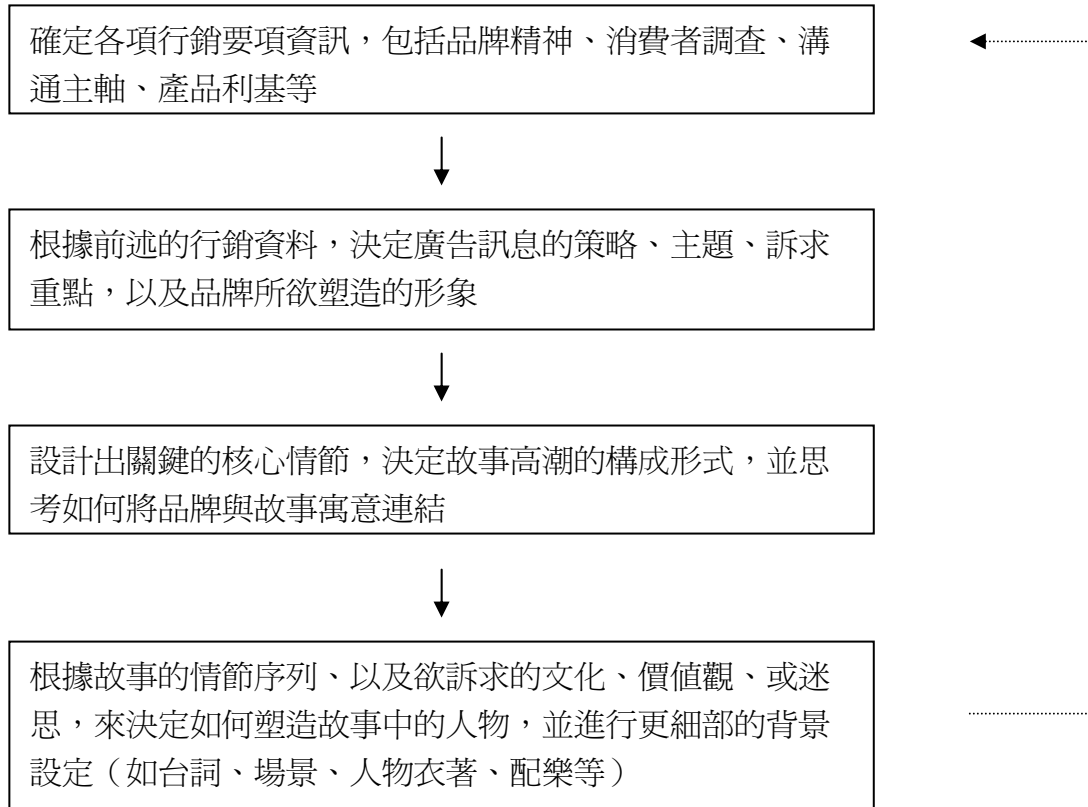 確定各項行銷要項資訊，包括品牌精神、消費者調查、溝
通主軸、產品利基等
根據前述的行銷資料，決定廣告訊息的策略、主題、訴求
重點，以及品牌所欲塑造的形象
設計出關鍵的核心情節，決定故事高潮的構成形式，並思
考如何將品牌與故事寓意連結
根據故事的情節序列、以及欲訴求的文化、價值觀、或迷
思，來決定如何塑造故事中的人物，並進行更細部的背景
設定（如台詞、場景、人物衣著、配樂等）